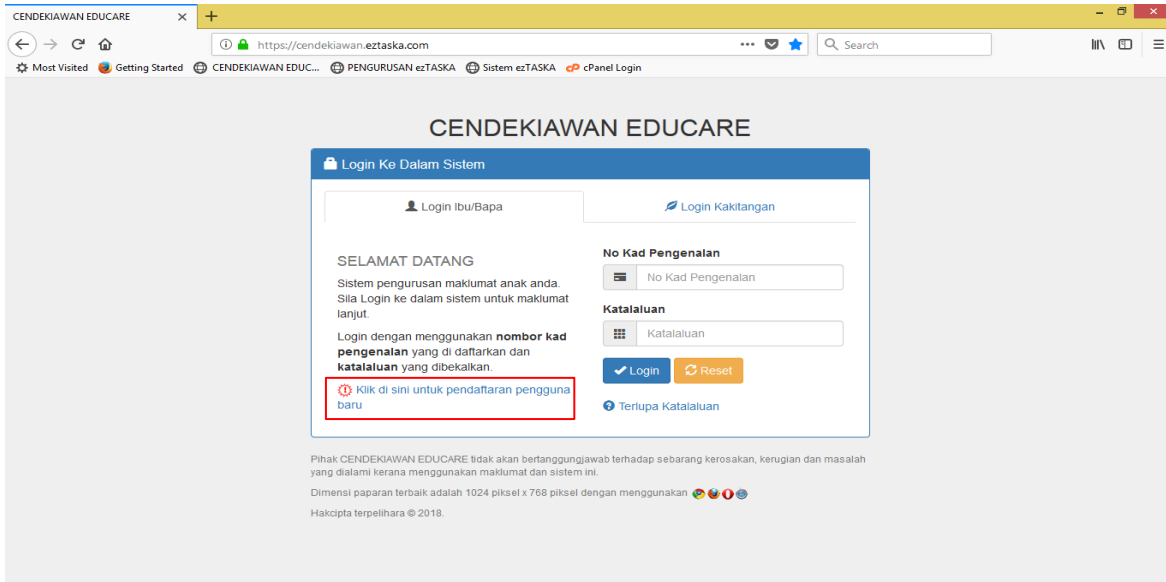 CENDEKIAWAN EDUCARE
https://cendekiawan.eztaska.com
Search
Most Visited Getting Started CENDEKIAWAN EDUC... PENGURUSAN ezTASKA Sistem ezTASKA cPanel Login
CENDEKIAWAN EDUCARE
Login Ke Dalam Sistem
Login Ibu/Bapa
Login Kakitangan
SELAMAT DATANG
Sistem pengurusan maklumat anak anda.
Sila Login ke dalam sistem untuk maklumat
lanjut.
Login dengan menggunakan nombor kad
pengenalan yang di daftarkan dan
katalaluan yang dibekalkan.
Klik di sini untuk pendaftaran pengguna
baru
No Kad Pengenalan
No Kad Pengenalan
Katalaluan
Katalaluan
Login Reset
Terlupa Katalaluan
Pihak CENDEKIAWAN EDUCARE tidak akan bertanggungjawab terhadap sebarang kerosakan, kerugian dan masalah
yang dialami kerana menggunakan maklumat dan sistem ini.
Dimensi paparan terbaik adalah 1024 piksel x 768 piksel dengan menggunakan
Hakcipta terpelihara © 2018.